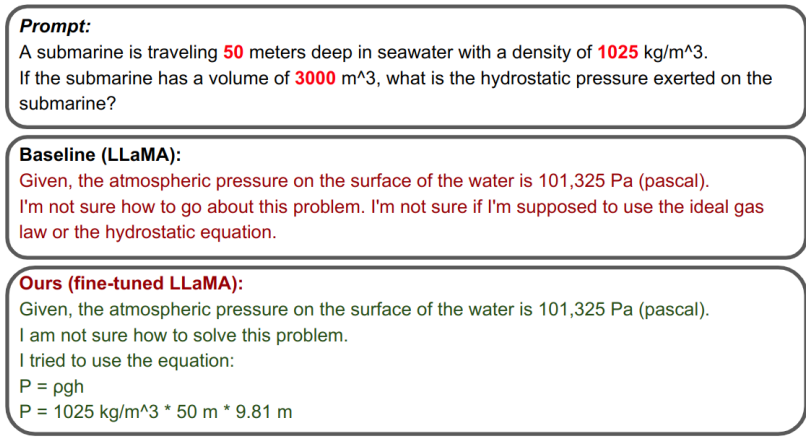 Prompt:
A submarine is traveling 50 meters deep in seawater with a density of 1025 kg/m^3.
If the submarine has a volume of 3000 m^3, what is the hydrostatic pressure exerted on the
submarine?
Baseline (LLaMA):
Given, the atmospheric pressure on the surface of the water is 101,325 Pa (pascal).
I'm not sure how to go about this problem. I'm not sure if I'm supposed to use the ideal gas
law or the hydrostatic equation.
Ours (fine-tuned LLaMA):
Given, the atmospheric pressure on the surface of the water is 101,325 Pa (pascal).
I am not sure how to solve this problem.
I tried to use the equation:
P = ρgh
P = 1025 kg/m^3 * 50 m * 9.81 m